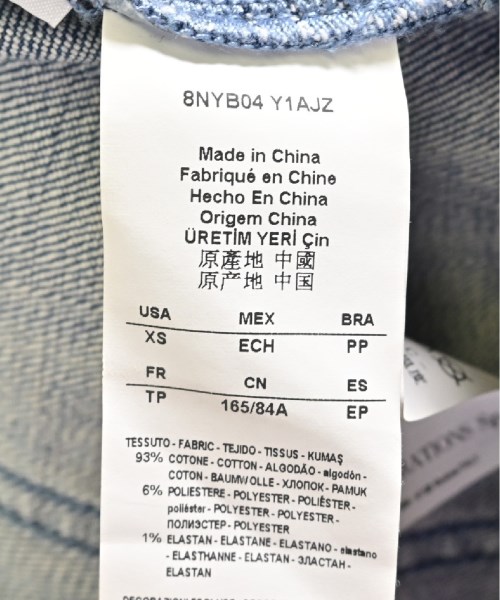 8NYB04 Y1AJZ
Made in China
Fabriqué en Chine
Hecho En China
Origem China
ÜRETİM YERİ Çin
原產地 中國
原产地 中国
USA MEX BRA
XS ECH PP
FR CN ES
TP 165/84A EP
TESSUTO - FABRIC - TEJIDO - TISSUS - KUMAŞ
93% COTONE - COTTON - ALGODÃO - algodón -
COTON - BAUMWOLLE - ХЛОПОК - PAMUK
6% POLIESTERE - POLYESTER - POLIÉSTER -
poliéster - POLYESTER - POLYESTER -
ПОЛИЭСТЕР - POLYESTER
1% ELASTAN - ELASTANE - ELASTANO - elastano
- ELASTHANNE - ELASTAN - ЭЛАСТАН -
ELASTAN